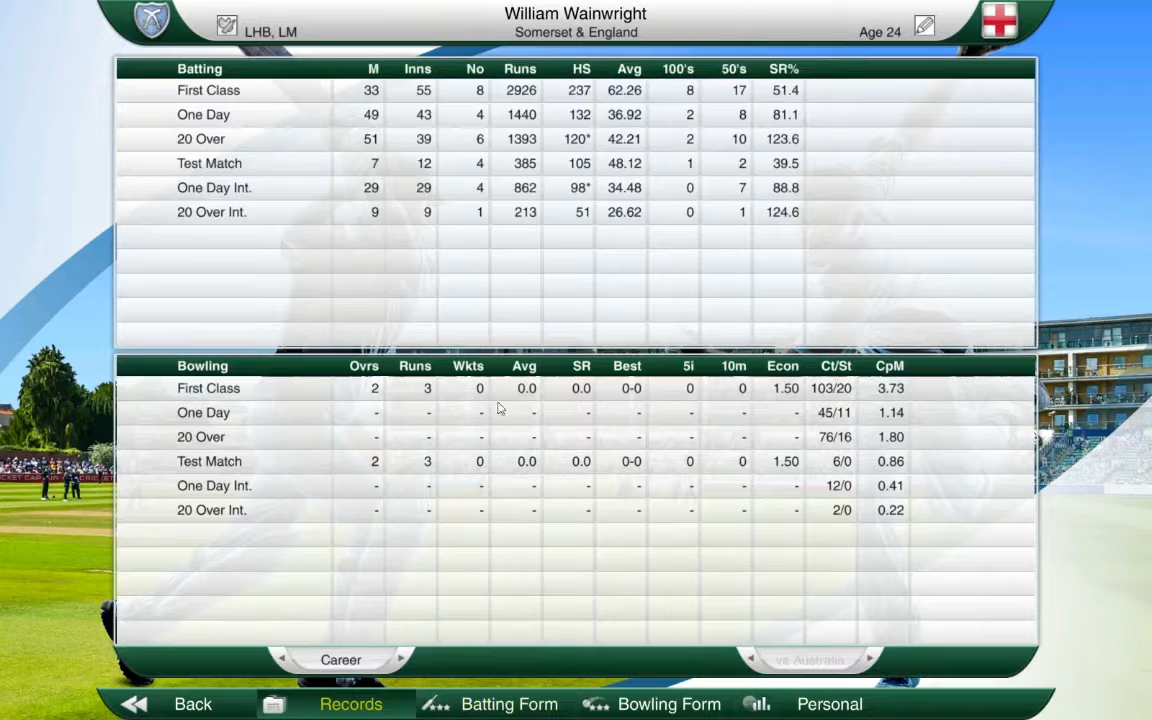 William Wainwright
LHB, LM Somerset & England Age 24
Batting M Inns No Runs HS Avg 100's 50's SR%
First Class 33 55 8 2926 237 62.26 8 17 51.4
One Day 49 43 4 1440 132 36.92 2 8 81.1
20 Over 51 39 6 1393 120* 42.21 2 10 123.6
Test Match 7 12 4 385 105 48.12 1 2 39.5
One Day Int. 29 29 4 862 98* 34.48 0 7 88.8
20 Over Int. 9 9 1 213 51 26.62 0 1 124.6
Bowling Ovrs Runs Wkts Avg SR Best 5i 10m Econ Ct/St CpM
First Class 2 3 0 0.0 0.0 0-0 0 0 1.50 103/20 3.73
One Day - - - - - - - - - 45/11 1.14
20 Over - - - - - - - - - 76/16 1.80
Test Match 2 3 0 0.0 0.0 0-0 0 0 1.50 6/0 0.86
One Day Int. - - - - - - - - - 12/0 0.41
20 Over Int. - - - - - - - - - 2/0 0.22
Career vs Australia
Back Records Batting Form Bowling Form Personal